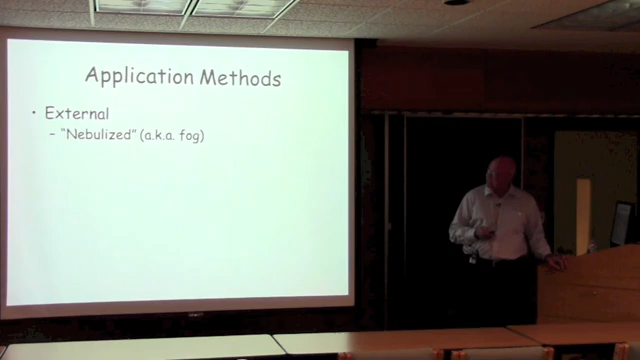 Application Methods
• External
– "Nebulized" (a.k.a. fog)